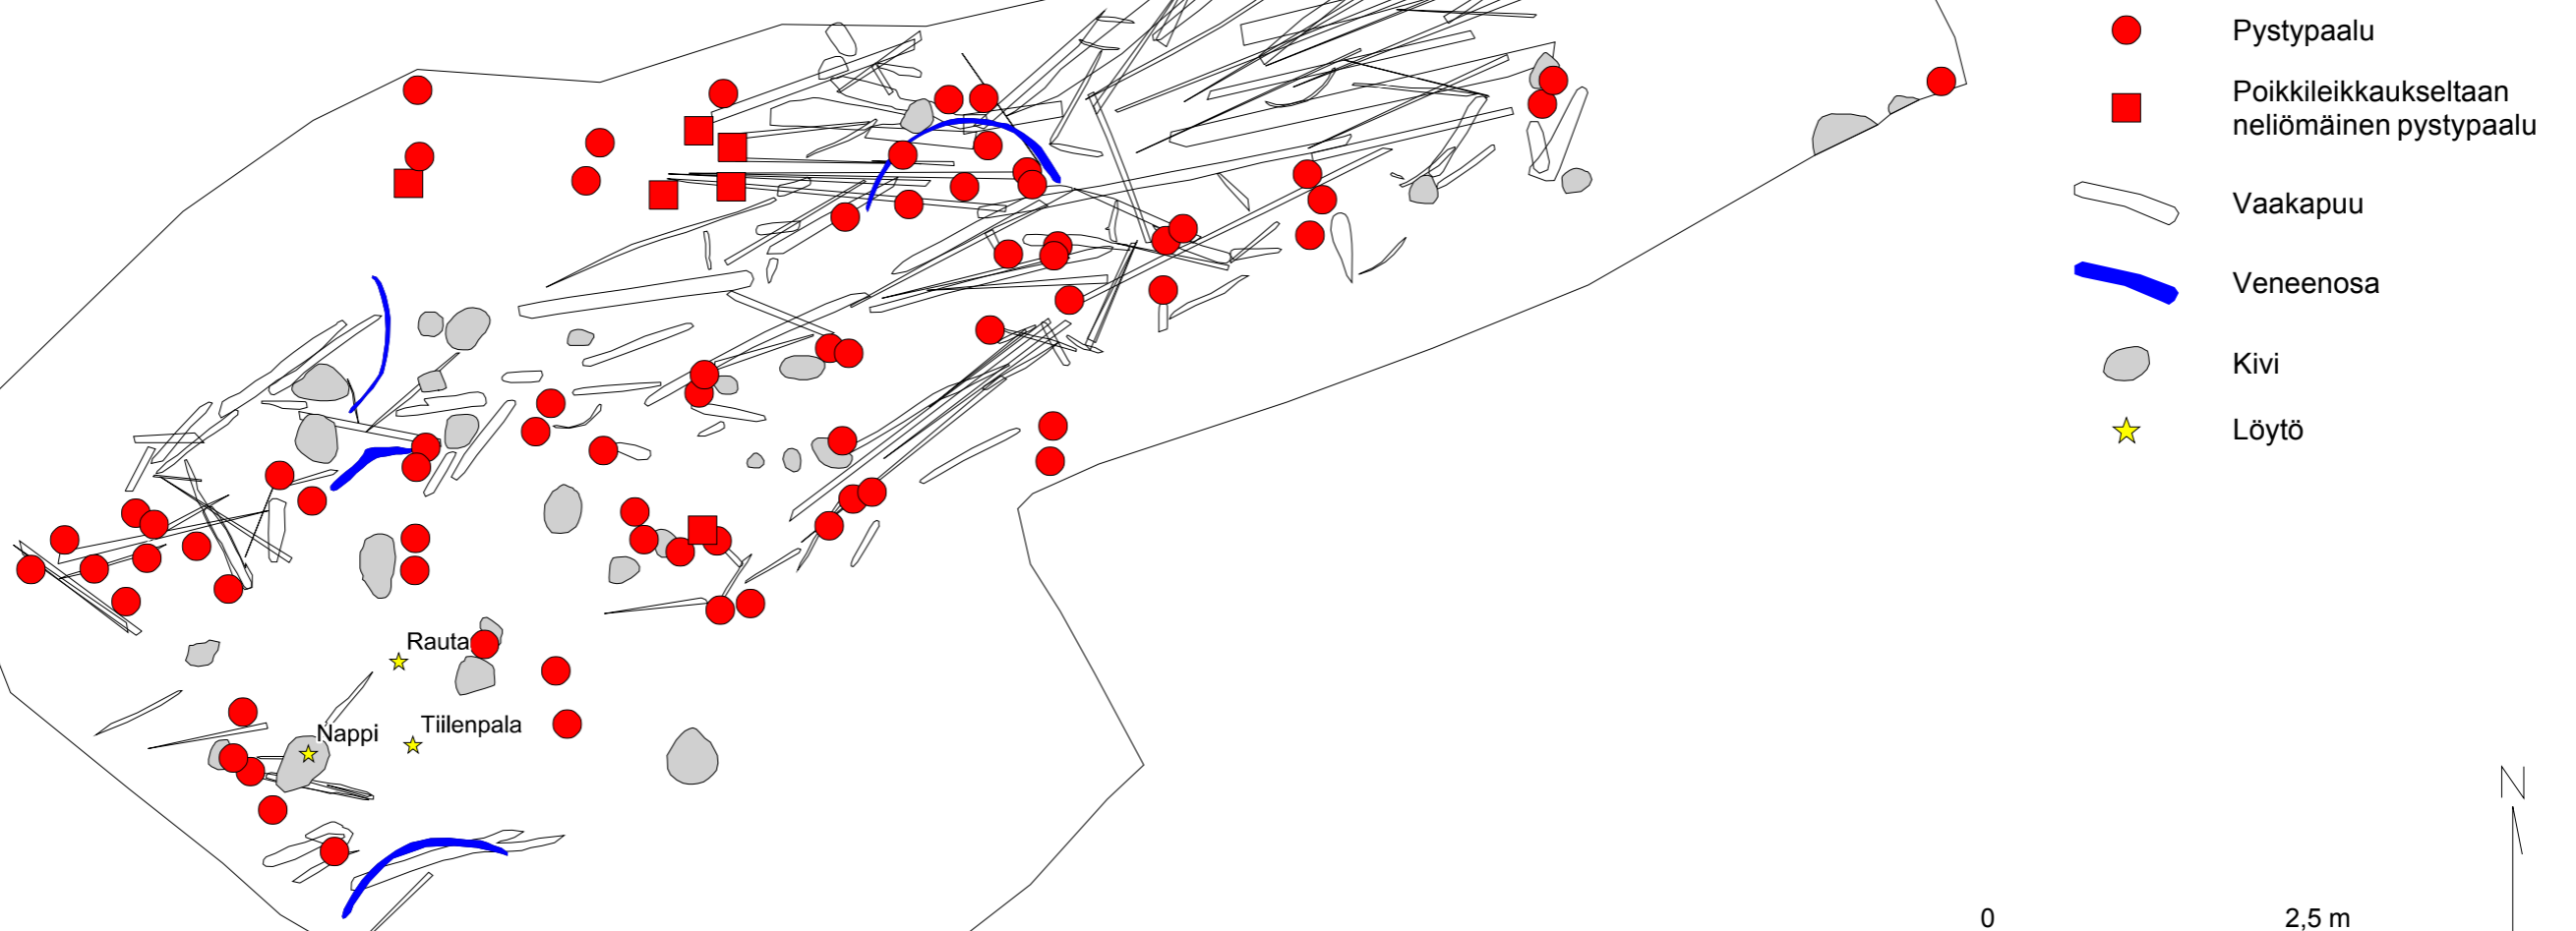 Pystypaalu
Poikkileikkaukseltaan
neliömäinen pystypaalu
Vaakapuu
Veneenosa
Kivi
Löytö
Rauta
Nappi
Tiilenpala
N
0 2,5 m